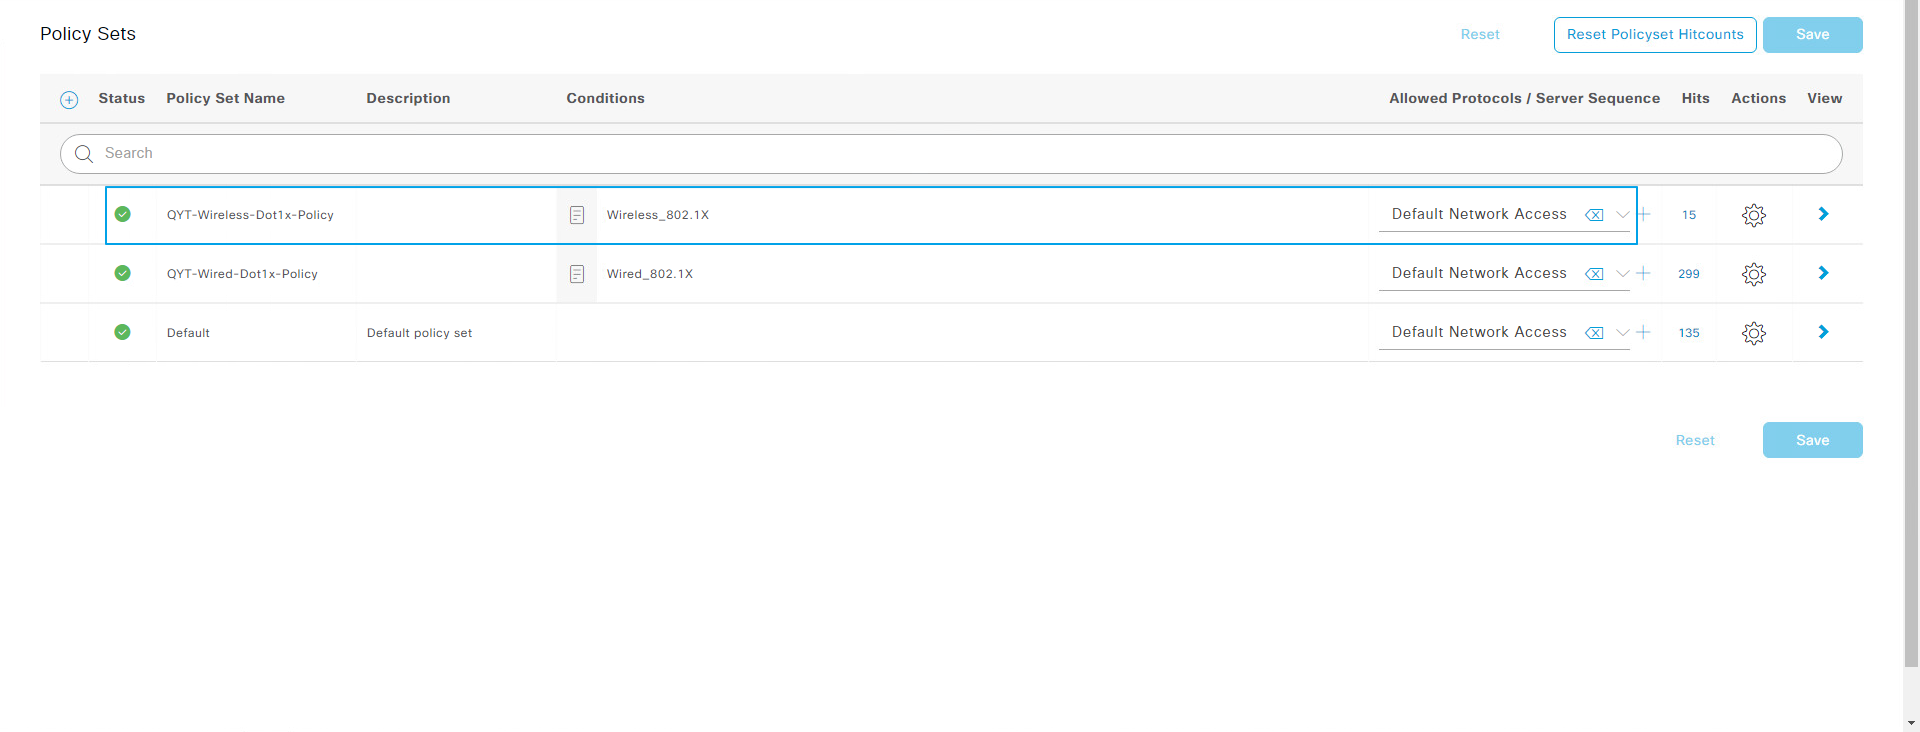 Policy Sets
Reset
Reset Policyset Hitcounts
Save
Status Policy Set Name Description Conditions Allowed Protocols / Server Sequence Hits Actions View
Search
QYT-Wireless-Dot1x-Policy Wireless_802.1X Default Network Access 15
QYT-Wired-Dot1x-Policy Wired_802.1X Default Network Access 299
Default Default policy set Default Network Access 135
Reset
Save